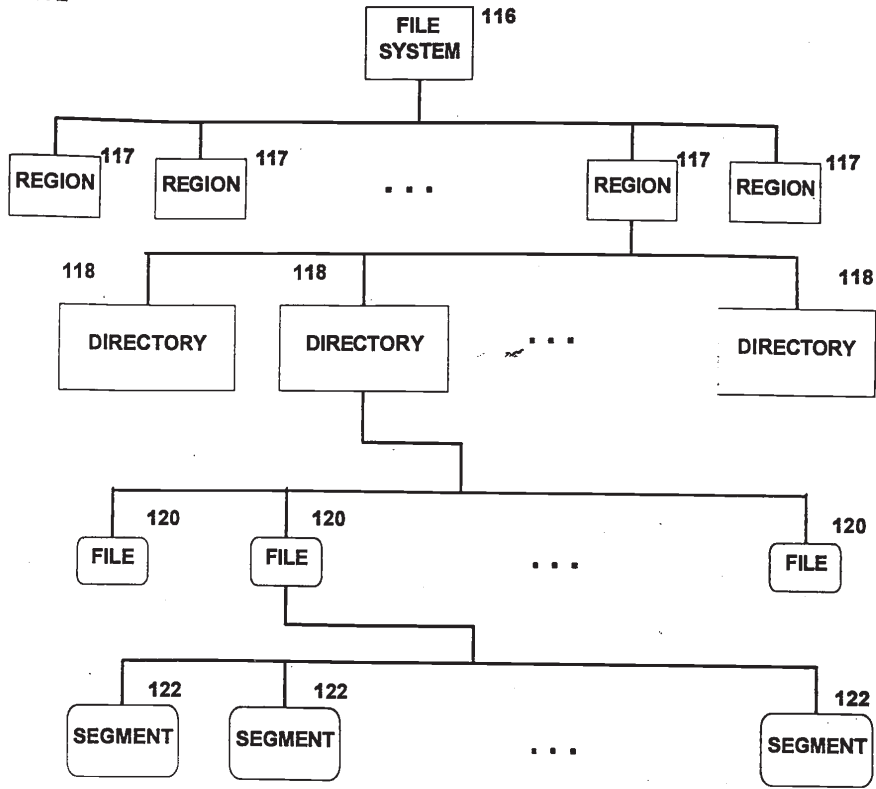 116
FILE
SYSTEM
117 117 117 117
REGION REGION ... REGION REGION
118 118 118
DIRECTORY DIRECTORY ... DIRECTORY
120 120 120
FILE FILE ... FILE
122 122 122
SEGMENT SEGMENT ... SEGMENT